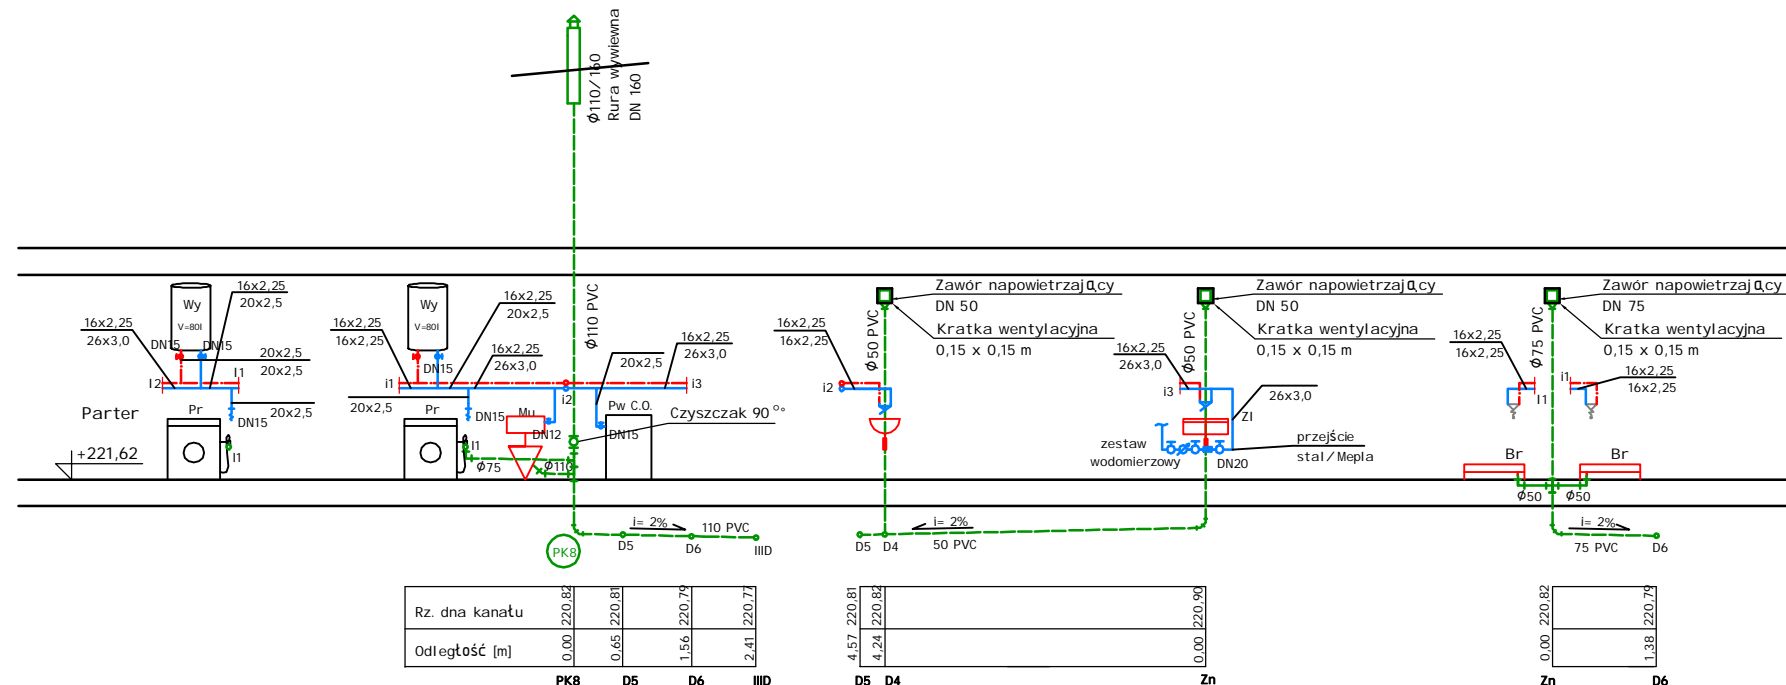 ϕ110/160
Rura wywiewna
DN 160
Wy
V=80l
16x2,25
20x2,5
16x2,25
26x3,0
DN15
DN15
20x2,5
20x2,5
I2
I1
20x2,5
DN15
Parter
Pr
I1
+221,62
Wy
V=80l
16x2,25
20x2,5
16x2,25
16x2,25
DN15
16x2,25
26x3,0
ϕ110 PVC
16x2,25
26x3,0
20x2,5
i1
i2
i3
20x2,5
Pr
DN15
Mu
DN12
Pw C.O.
DN15
Czyszczak 90°°
I1
ϕ75
ϕ110
Zawór napowietrzający
DN 50
Kratka wentylacyjna
0,15 x 0,15 m
ϕ50 PVC
16x2,25
16x2,25
i2
Zawór napowietrzający
DN 50
Kratka wentylacyjna
0,15 x 0,15 m
ϕ50 PVC
16x2,25
26x3,0
i3
26x3,0
Zl
zestaw
wodomierzowy
DN20
przejście
stal/Mepla
Zawór napowietrzający
DN 75
Kratka wentylacyjna
0,15 x 0,15 m
ϕ75 PVC
16x2,25
16x2,25
I1
i1
16x2,25
16x2,25
Br
Br
ϕ50
ϕ50
PK8
i= 2%
110 PVC
D5
D6
IIID
D5
D4
i= 2%
50 PVC
i= 2%
75 PVC
D6
Rz. dna kanału
220,82
220,81
220,79
220,77
Odległość [m]
0,00
0,65
1,56
2,41
PK8
D5
D6
IIID
220,81
220,82
220,90
4,57
4,24
0,00
D5
D4
Zn
220,82
220,79
0,00
1,38
Zn
D6